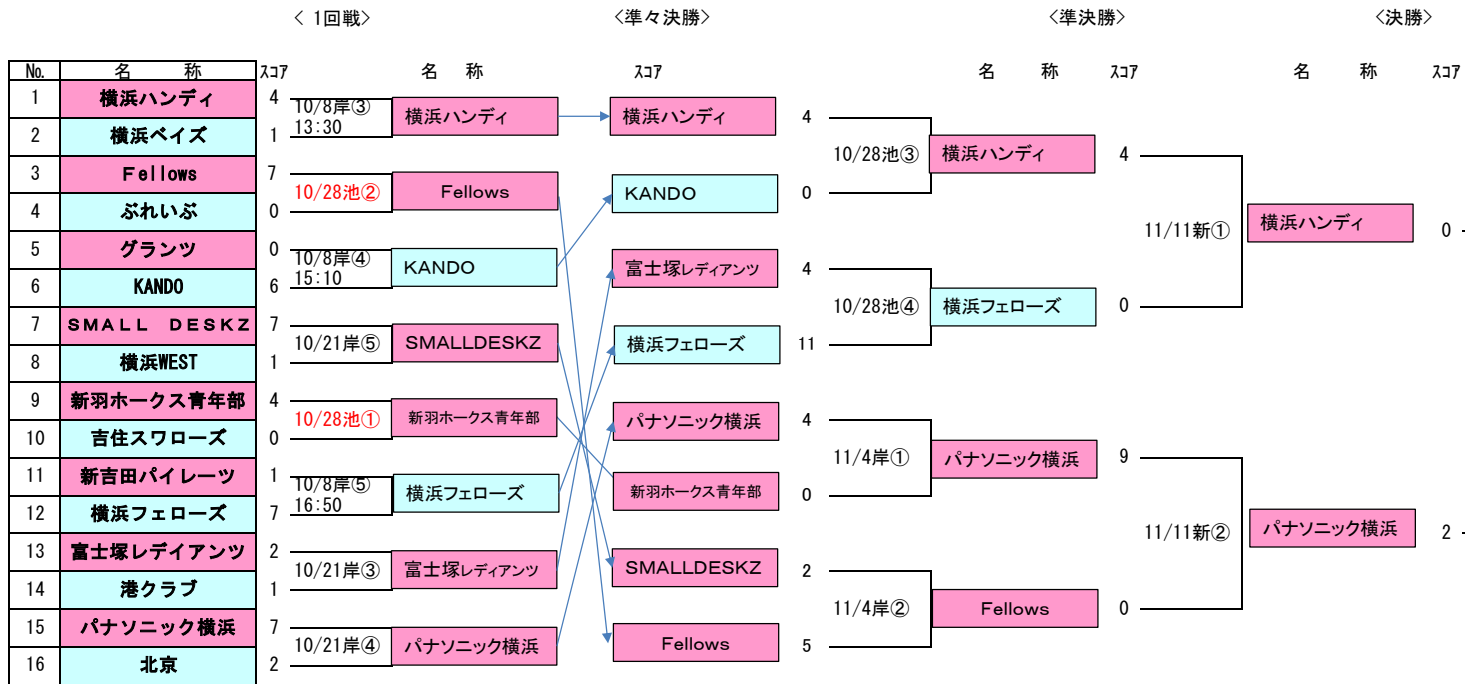 < 1回戦>
<準々決勝>
<準決勝>
<決勝>
No. 名 称 ｽｺｱ 名 称 ｽｺｱ 名 称 ｽｺｱ 名 称 ｽｺｱ
1 横浜ハンディ 4
2 横浜ベイズ 1
3 Fellows 7
4 ぶれいぶ 0
5 グランツ 0
6 KANDO 6
7 ＳＭＡＬＬ　ＤＥＳＫＺ 7
8 横浜WEST 1
9 新羽ホークス青年部 4
10 吉住スワローズ 0
11 新吉田パイレーツ 1
12 横浜フェローズ 7
13 富士塚レデイアンツ 2
14 港クラブ 1
15 パナソニック横浜 7
16 北京 2
10/8岸③
13:30
横浜ハンディ
10/28池②
Fellows
10/8岸④
15:10
KANDO
10/21岸⑤
SMALLDESKZ
10/28池①
新羽ホークス青年部
10/8岸⑤
16:50
横浜フェローズ
10/21岸③
富士塚レディアンツ
10/21岸④
パナソニック横浜
横浜ハンディ 4
KANDO 0
富士塚レディアンツ 4
横浜フェローズ 11
パナソニック横浜 4
新羽ホークス青年部 0
SMALLDESKZ 2
Fellows 5
10/28池③
横浜ハンディ 4
10/28池④
横浜フェローズ 0
11/4岸①
パナソニック横浜 9
11/4岸②
Fellows 0
11/11新①
横浜ハンディ 0
11/11新②
パナソニック横浜 2